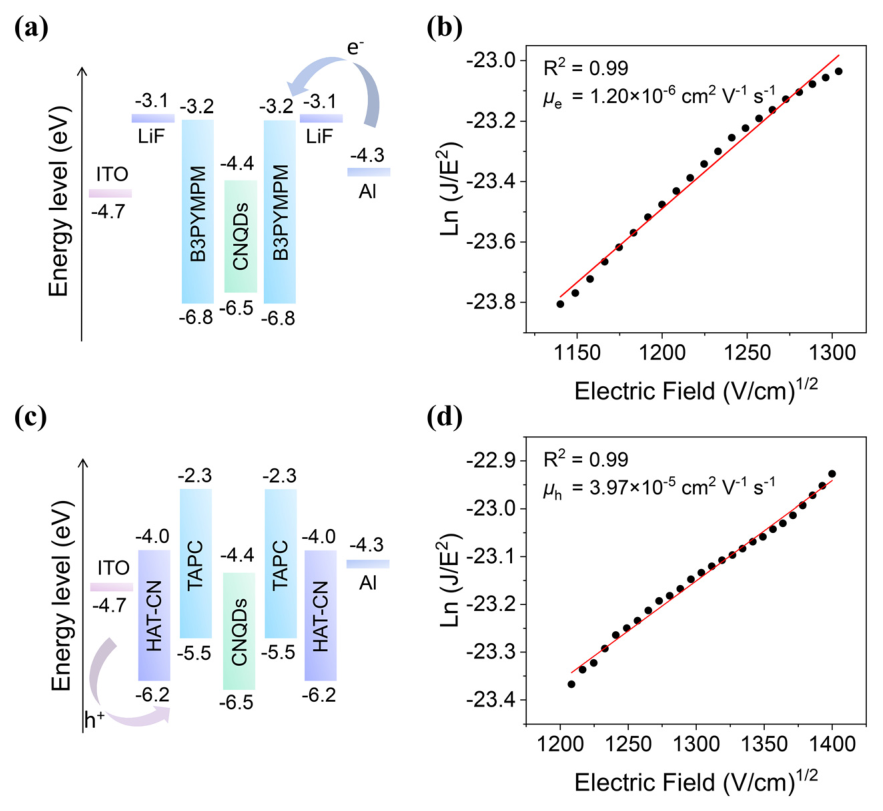 (a)
Energy level (eV)
ITO
-4.7
-3.1
LiF
-3.2
B3PYMPM
-6.8
-4.4
CNQDs
-6.5
-3.2
B3PYMPM
-6.8
-3.1
LiF
e⁻
-4.3
Al
(b)
R² = 0.99
μₑ = 1.20×10⁻⁶ cm² V⁻¹ s⁻¹
Ln (J/E²)
-23.0
-23.2
-23.4
-23.6
-23.8
1150 1200 1250 1300
Electric Field (V/cm)¹ᐟ²
(c)
Energy level (eV)
ITO
-4.7
h⁺
-4.0
HAT-CN
-6.2
-2.3
TAPC
-5.5
-4.4
CNQDs
-6.5
-2.3
TAPC
-5.5
-4.0
HAT-CN
-6.2
-4.3
Al
(d)
R² = 0.99
μₕ = 3.97×10⁻⁵ cm² V⁻¹ s⁻¹
Ln (J/E²)
-22.9
-23.0
-23.1
-23.2
-23.3
-23.4
1200 1250 1300 1350 1400
Electric Field (V/cm)¹ᐟ²